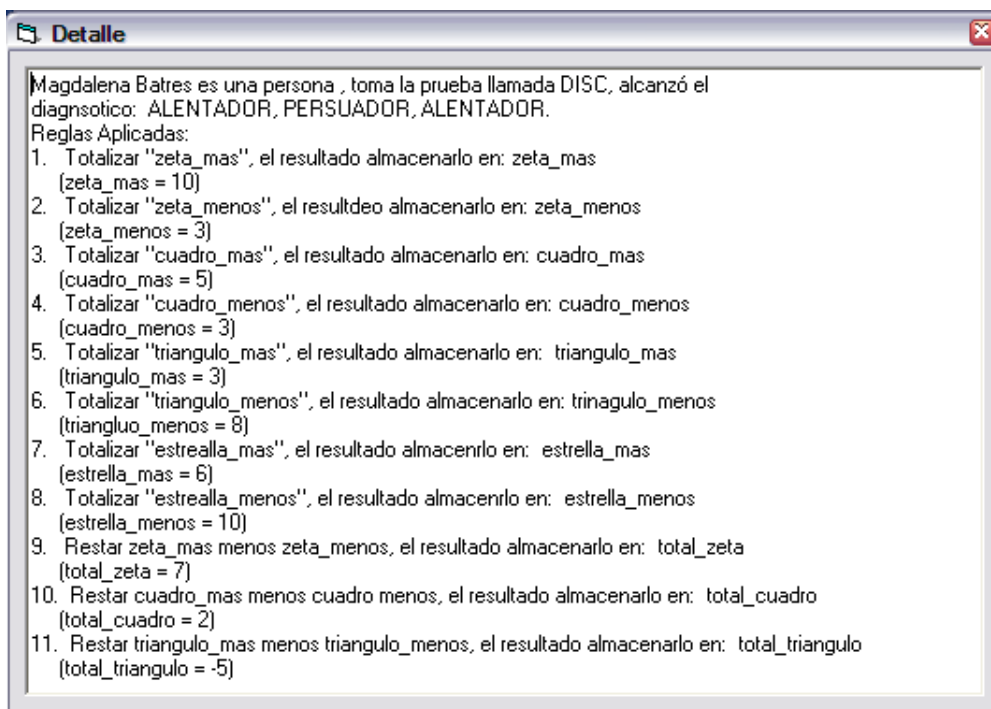 Detalle
Magdalena Batres es una persona , toma la prueba llamada DISC, alcanzó el
diagnsotico:  ALENTADOR, PERSUADOR, ALENTADOR.
Reglas Aplicadas:
1.   Totalizar "zeta_mas", el resultado almacenarlo en: zeta_mas
(zeta_mas = 10)
2.   Totalizar "zeta_menos", el resultdeo almacenarlo en: zeta_menos
(zeta_menos = 3)
3.   Totalizar "cuadro_mas", el resultado almacenarlo en: cuadro_mas
(cuadro_mas = 5)
4.   Totalizar "cuadro_menos", el resultado almacenarlo en: cuadro_menos
(cuadro_menos = 3)
5.   Totalizar "triangulo_mas", el resultado almacenarlo en:  triangulo_mas
(triangulo_mas = 3)
6.   Totalizar "triangulo_menos", el resultado almacenarlo en: trinagulo_menos
(triangluo_menos = 8)
7.   Totalizar "estrealla_mas", el resultado almacenrlo en:  estrella_mas
(estrella_mas = 6)
8.   Totalizar "estrealla_menos", el resultado almacenrlo en:  estrella_menos
(estrella_menos = 10)
9.   Restar zeta_mas menos zeta_menos, el resultado almacenarlo en:  total_zeta
(total_zeta = 7)
10.  Restar cuadro_mas menos cuadro menos, el resultado almacenarlo en:  total_cuadro
(total_cuadro = 2)
11.  Restar triangulo_mas menos triangulo_menos, el resultado almacenarlo en:  total_triangulo
(total_triangulo = -5)